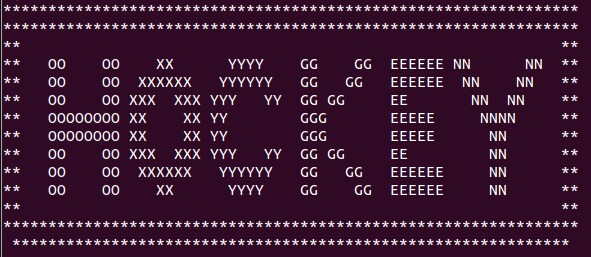 ****************************************************************
****************************************************************
**                                                            **
**   OO    OO    XX      YYYY    GG    GG  EEEEEE NN      NN  **
**   OO    OO  XXXXXX   YYYYYY   GG   GG   EEEEEE  NN    NN   **
**   OO    OO XXX  XXX YYY   YY  GG GG     EE       NN  NN    **
**   OOOOOOOO XX    XX YY        GGG       EEEEE     NNNN     **
**   OOOOOOOO XX    XX YY        GGG       EEEEE      NN      **
**   OO    OO XXX  XXX YYY   YY  GG GG     EE         NN      **
**   OO    OO  XXXXXX   YYYYYY   GG   GG   EEEEEE     NN      **
**   OO    OO    XX      YYYY    GG    GG  EEEEEE     NN      **
**                                                            **
****************************************************************
 **************************************************************